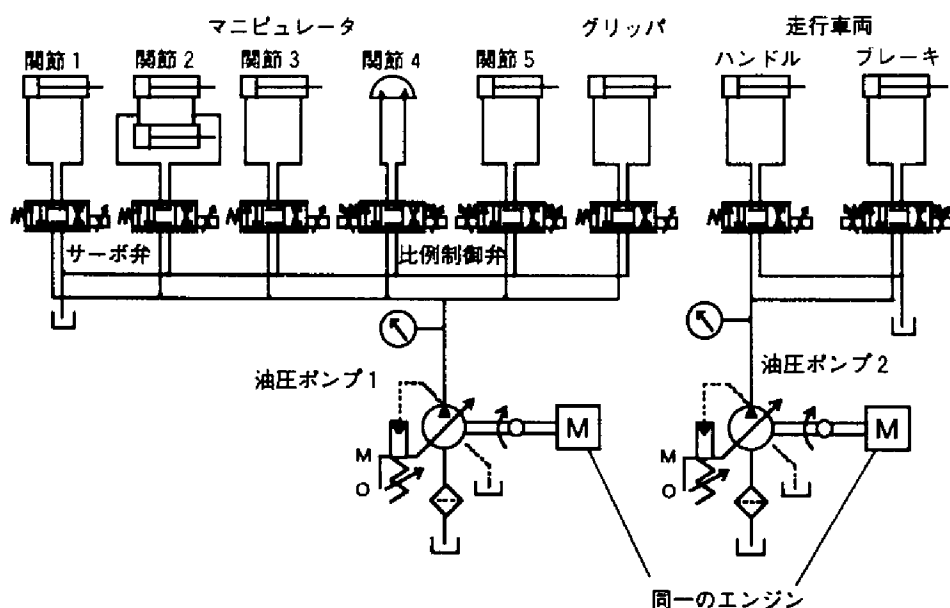 マニピュレータ
グリッパ
走行車両
関節1
関節2
関節3
関節4
関節5
ハンドル
ブレーキ
サーボ弁
比例制御弁
油圧ポンプ1
油圧ポンプ2
M
O
M
M
O
M
同一のエンジン